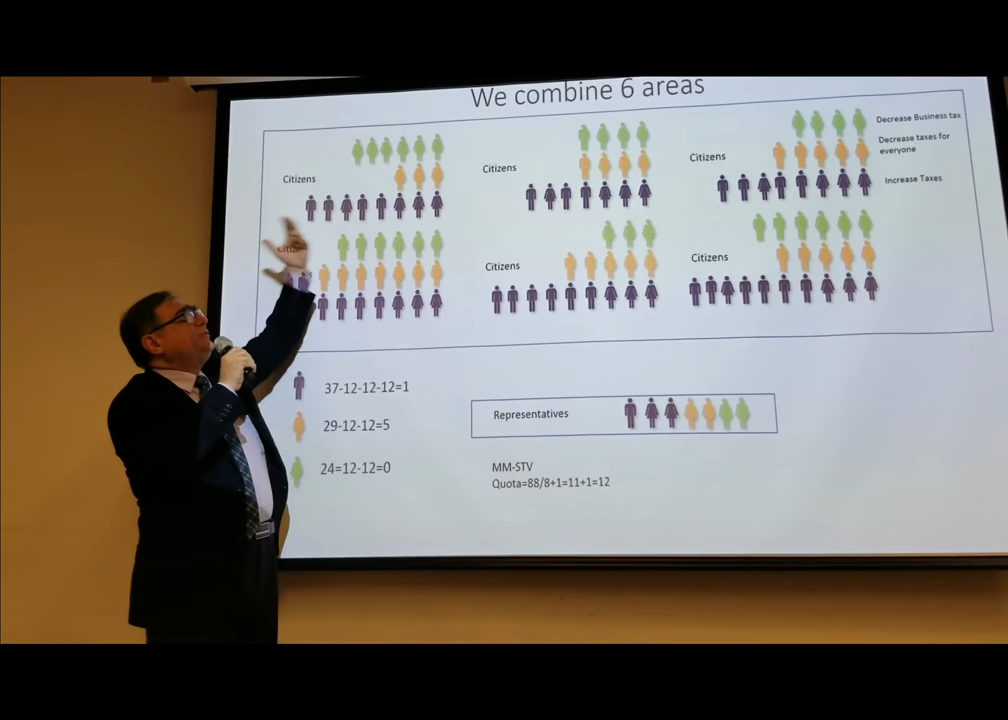 We combine 6 areas
Citizens
Citizens
Citizens
Decrease Business tax
Decrease taxes for
everyone
Increase Taxes
Citizens
Citizens
37-12-12-12=1
29-12-12=5
24=12-12=0
Representatives
MM-STV
Quota=88/8+1=11+1=12